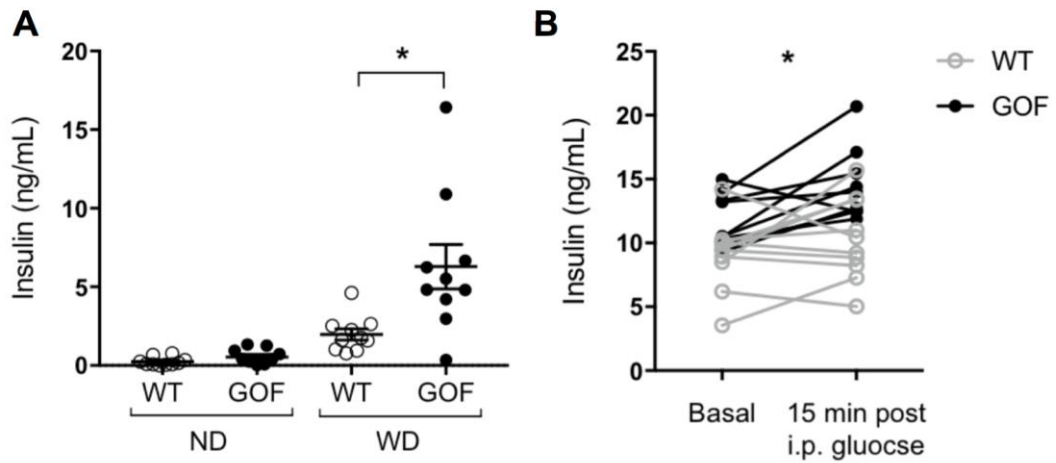 A
Insulin (ng/mL)
20
15
10
5
0
*
WT
GOF
WT
GOF
ND
WD
B
Insulin (ng/mL)
25
20
15
10
5
0
*
WT
GOF
Basal
15 min post
i.p. gluocse